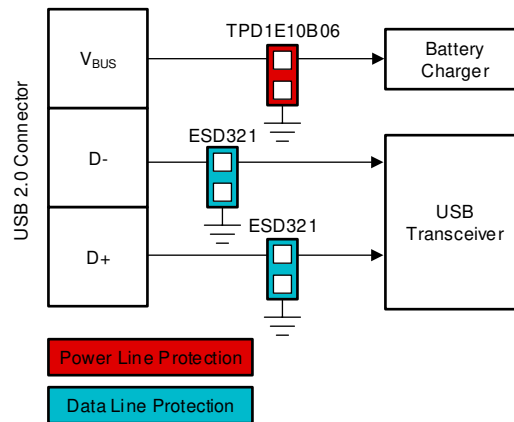 USB 2.0 Connector
VBUS
D-
D+
TPD1E10B06
ESD321
ESD321
Battery
Charger
USB
Transceiver
Power Line Protection
Data Line Protection